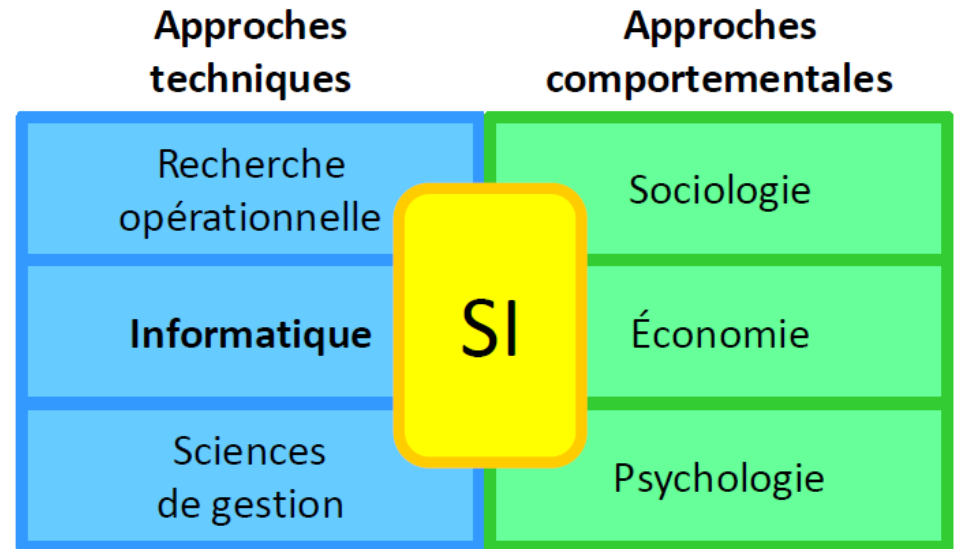 Approches
techniques
Approches
comportementales
Recherche
opérationnelle
Sociologie
SI
Informatique
Économie
Sciences
de gestion
Psychologie